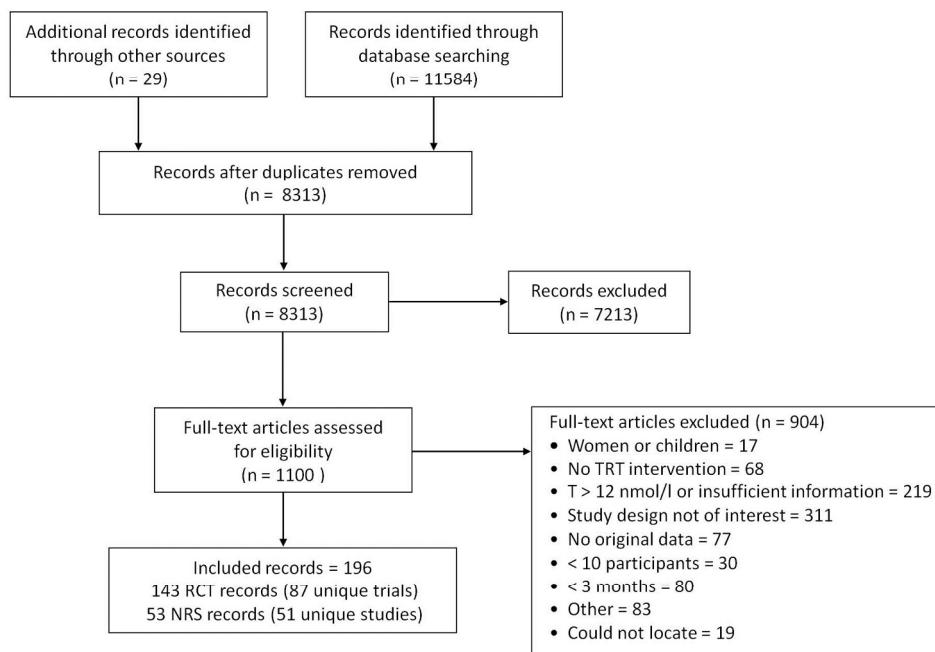 Additional records identified
through other sources
(n = 29)
Records identified through
database searching
(n = 11584)
Records after duplicates removed
(n = 8313)
Records screened
(n = 8313)
Records excluded
(n = 7213)
Full-text articles assessed
for eligibility
(n = 1100 )
Full-text articles excluded (n = 904)
• Women or children = 17
• No TRT intervention = 68
• T > 12 nmol/l or insufficient information = 219
• Study design not of interest = 311
• No original data = 77
• < 10 participants = 30
• < 3 months = 80
• Other = 83
• Could not locate = 19
Included records = 196
143 RCT records (87 unique trials)
53 NRS records (51 unique studies)